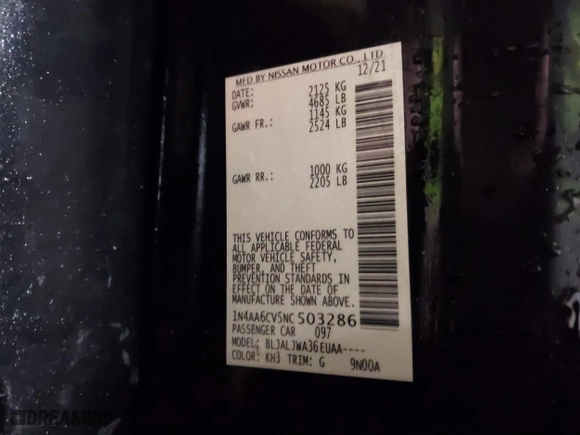 MFD BY NISSAN MOTOR CO., LTD.
DATE: 12/21
GVWR: 2125 KG
4685 LB
GAWR FR.: 1145 KG
2524 LB
GAWR RR.: 1000 KG
2205 LB
THIS VEHICLE CONFORMS TO
ALL APPLICABLE FEDERAL
MOTOR VEHICLE SAFETY,
BUMPER, AND THEFT
PREVENTION STANDARDS IN
EFFECT ON THE DATE OF
MANUFACTURE SHOWN ABOVE.
1N4AA6CV5NC503286
PASSENGER CAR 097
MODEL: BLJALJWA36EUAA----
COLOR: KH3 TRIM: G 9N00A
DREAMBID